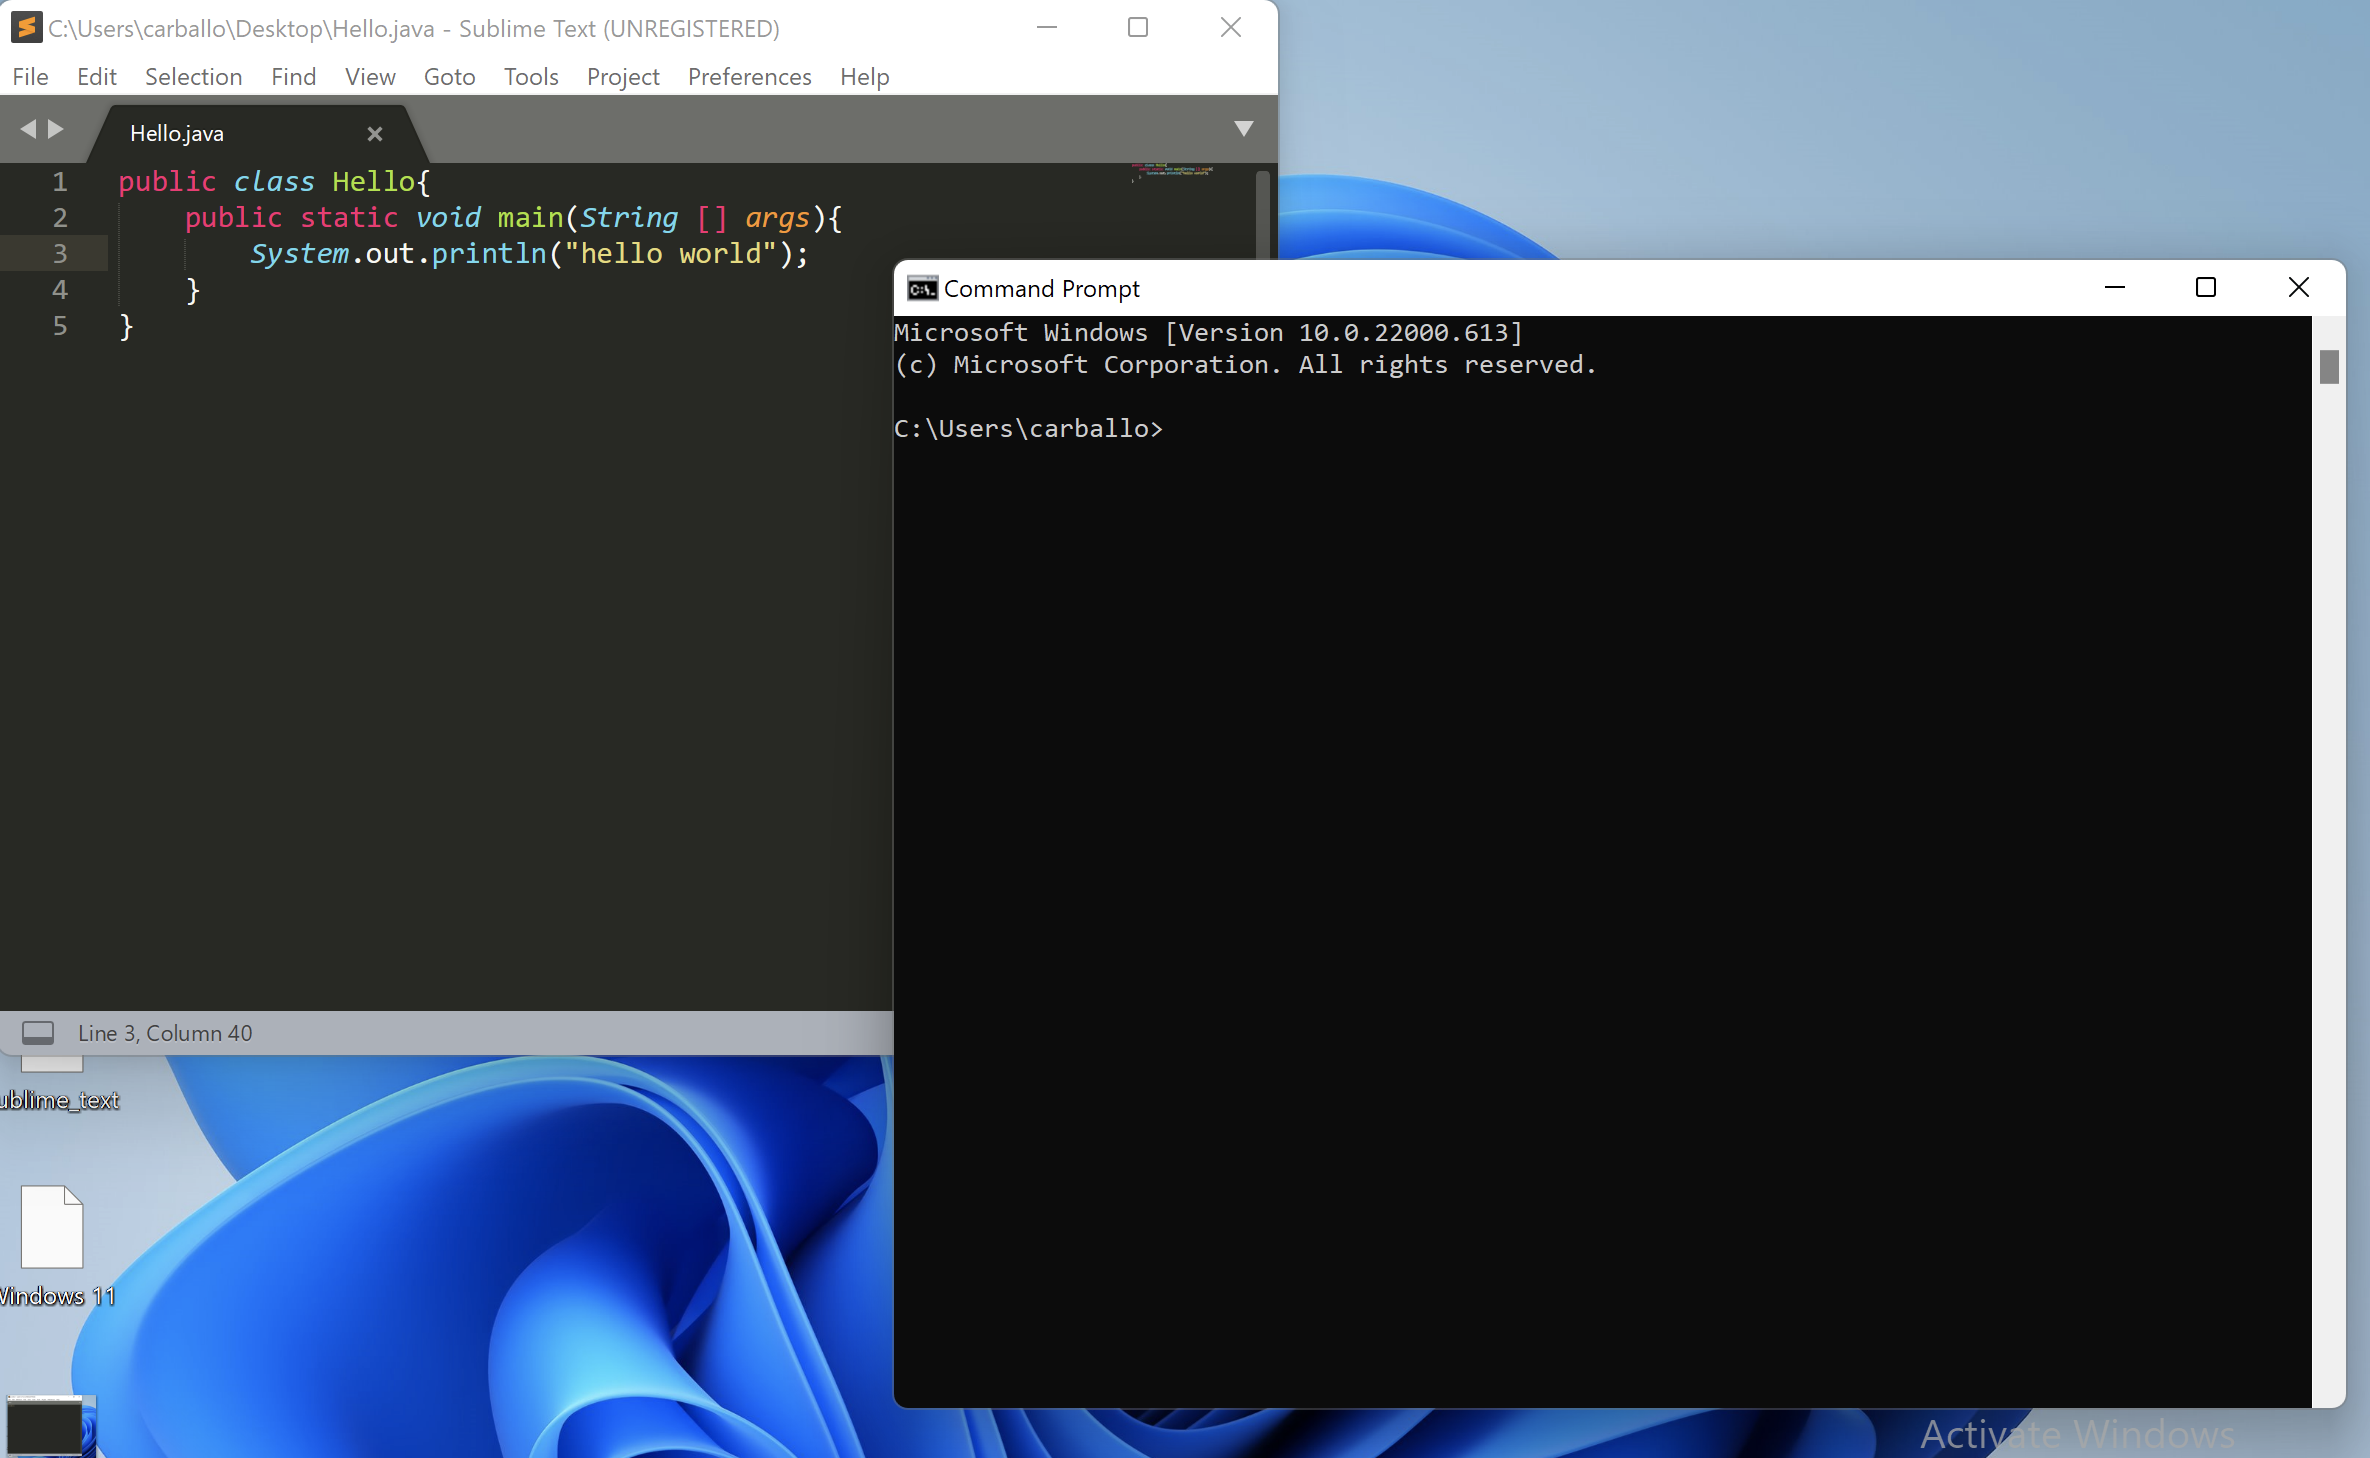 C:\Users\carballo\Desktop\Hello.java - Sublime Text (UNREGISTERED)
File Edit Selection Find View Goto Tools Project Preferences Help
Hello.java
1 public class Hello{
2 public static void main(String [] args){
3 System.out.println("hello world");
4 }
5 }
Line 3, Column 40
Command Prompt
Microsoft Windows [Version 10.0.22000.613]
(c) Microsoft Corporation. All rights reserved.
C:\Users\carballo>
ublime_text
Windows 11
Activate Windows